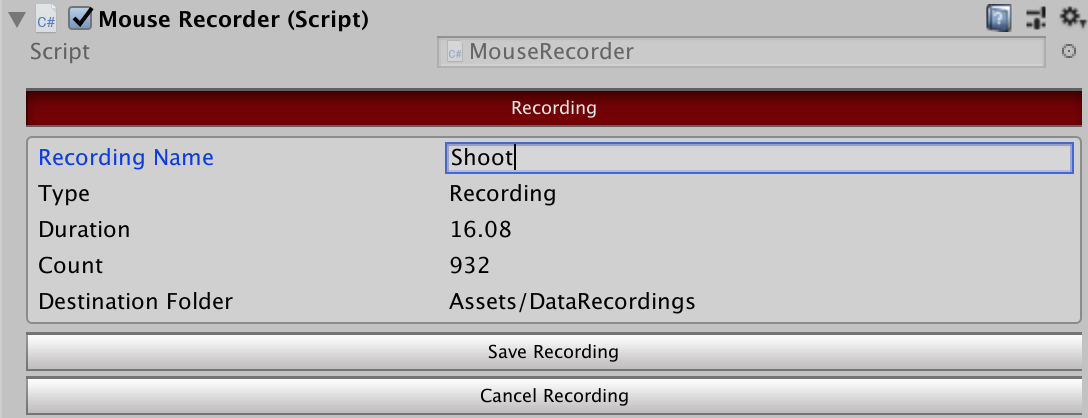 C# Mouse Recorder (Script)
Script C# MouseRecorder
Recording
Recording Name Shoot
Type Recording
Duration 16.08
Count 932
Destination Folder Assets/DataRecordings
Save Recording
Cancel Recording